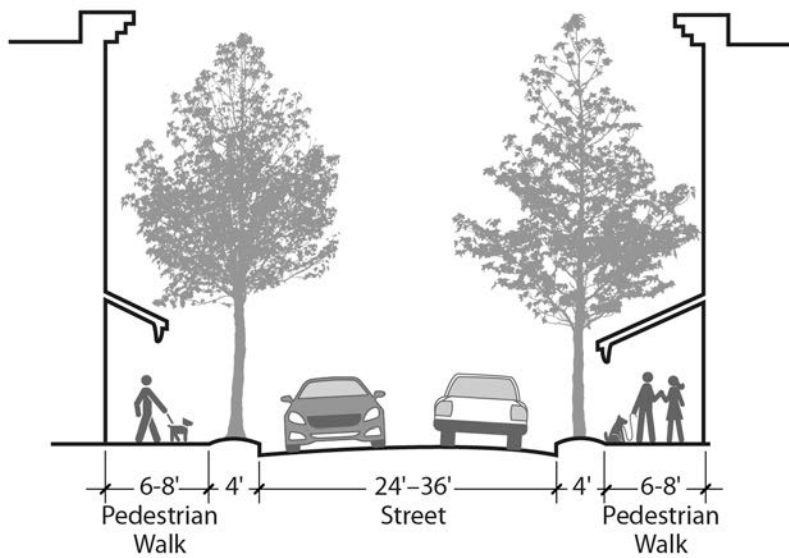 6-8' 4' 24'–36' 4' 6-8'
Pedestrian Street Pedestrian
Walk Walk